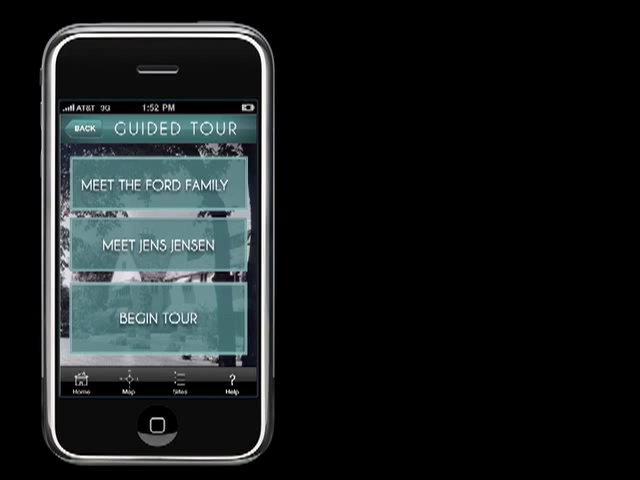 AT&T 3G 1:52 PM
BACK GUIDED TOUR
MEET THE FORD FAMILY
MEET JENS JENSEN
BEGIN TOUR
Home Map Sites Help